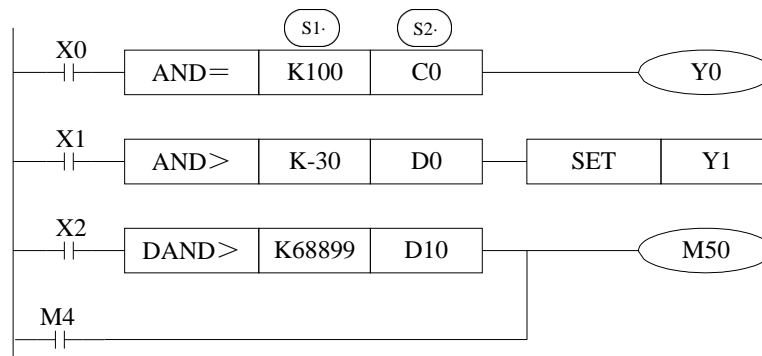 S1· S2·
X0 AND= K100 C0 Y0
X1 AND> K-30 D0 SET Y1
X2 DAND> K68899 D10 M50
M4